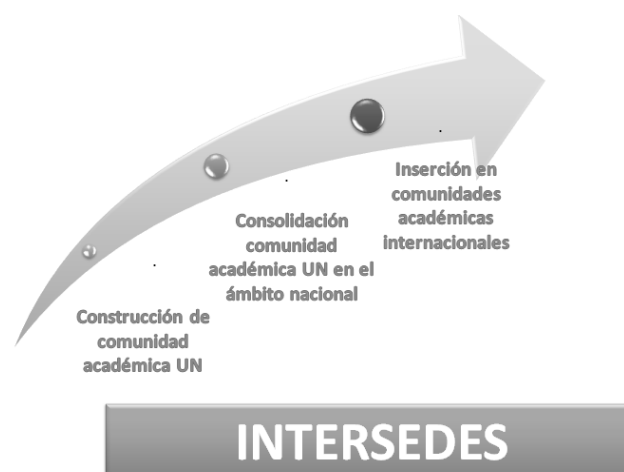 Inserción en
comunidades
académicas
internacionales
Consolidación
comunidad
académica UN en el
ámbito nacional
Construcción de
comunidad
académica UN
INTERSEDES